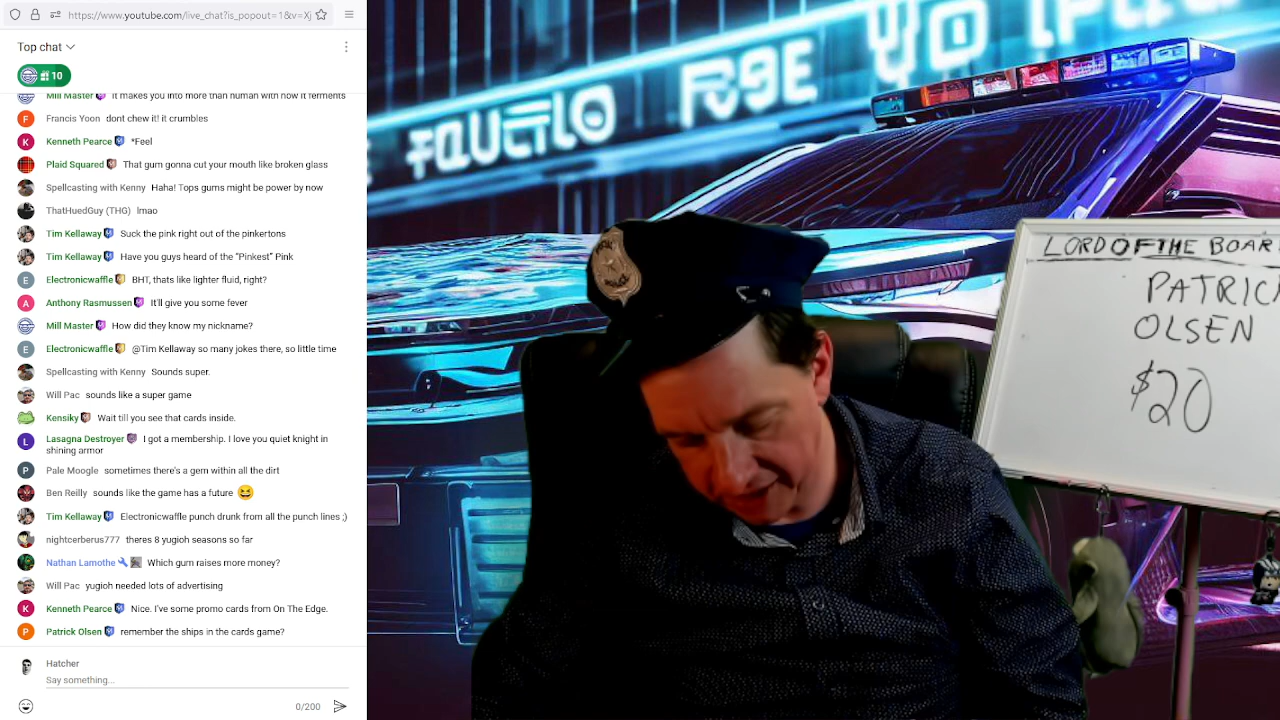 https://www.youtube.com/live_chat?is_popout=1&v=Xj
Top chat
10
Mill Master It makes you into more than human will now it ferments
Francis Yoon dont chew it! it crumbles
Kenneth Pearce *Feel
Plaid Squared That gum gonna cut your mouth like broken glass
Spellcasting with Kenny Haha! Tops gums might be power by now
ThatHuedGuy (THG) lmao
Tim Kellaway Suck the pink right out of the pinkertons
Tim Kellaway Have you guys heard of the “Pinkest” Pink
Electronicwaffle BHT, thats like lighter fluid, right?
Anthony Rasmussen It'll give you some fever
Mill Master How did they know my nickname?
Electronicwaffle @Tim Kellaway so many jokes there, so little time
Spellcasting with Kenny Sounds super.
Will Pac sounds like a super game
Kensiky Wait till you see that cards inside.
Lasagna Destroyer I got a membership. I love you quiet knight in
shining armor
Pale Moogle sometimes there's a gem within all the dirt
Ben Reilly sounds like the game has a future 😆
Tim Kellaway Electronicwaffle punch drunk from all the punch lines ;)
nightcerberus777 theres 8 yugioh seasons so far
Nathan Lamothe Which gum raises more money?
Will Pac yugioh needed lots of advertising
Kenneth Pearce Nice. I've some promo cards from On The Edge.
Patrick Olsen remember the ships in the cards game?
Hatcher
Say something...
0/200
LORD OF THE BOAR
PATRIC
OLSEN
$20